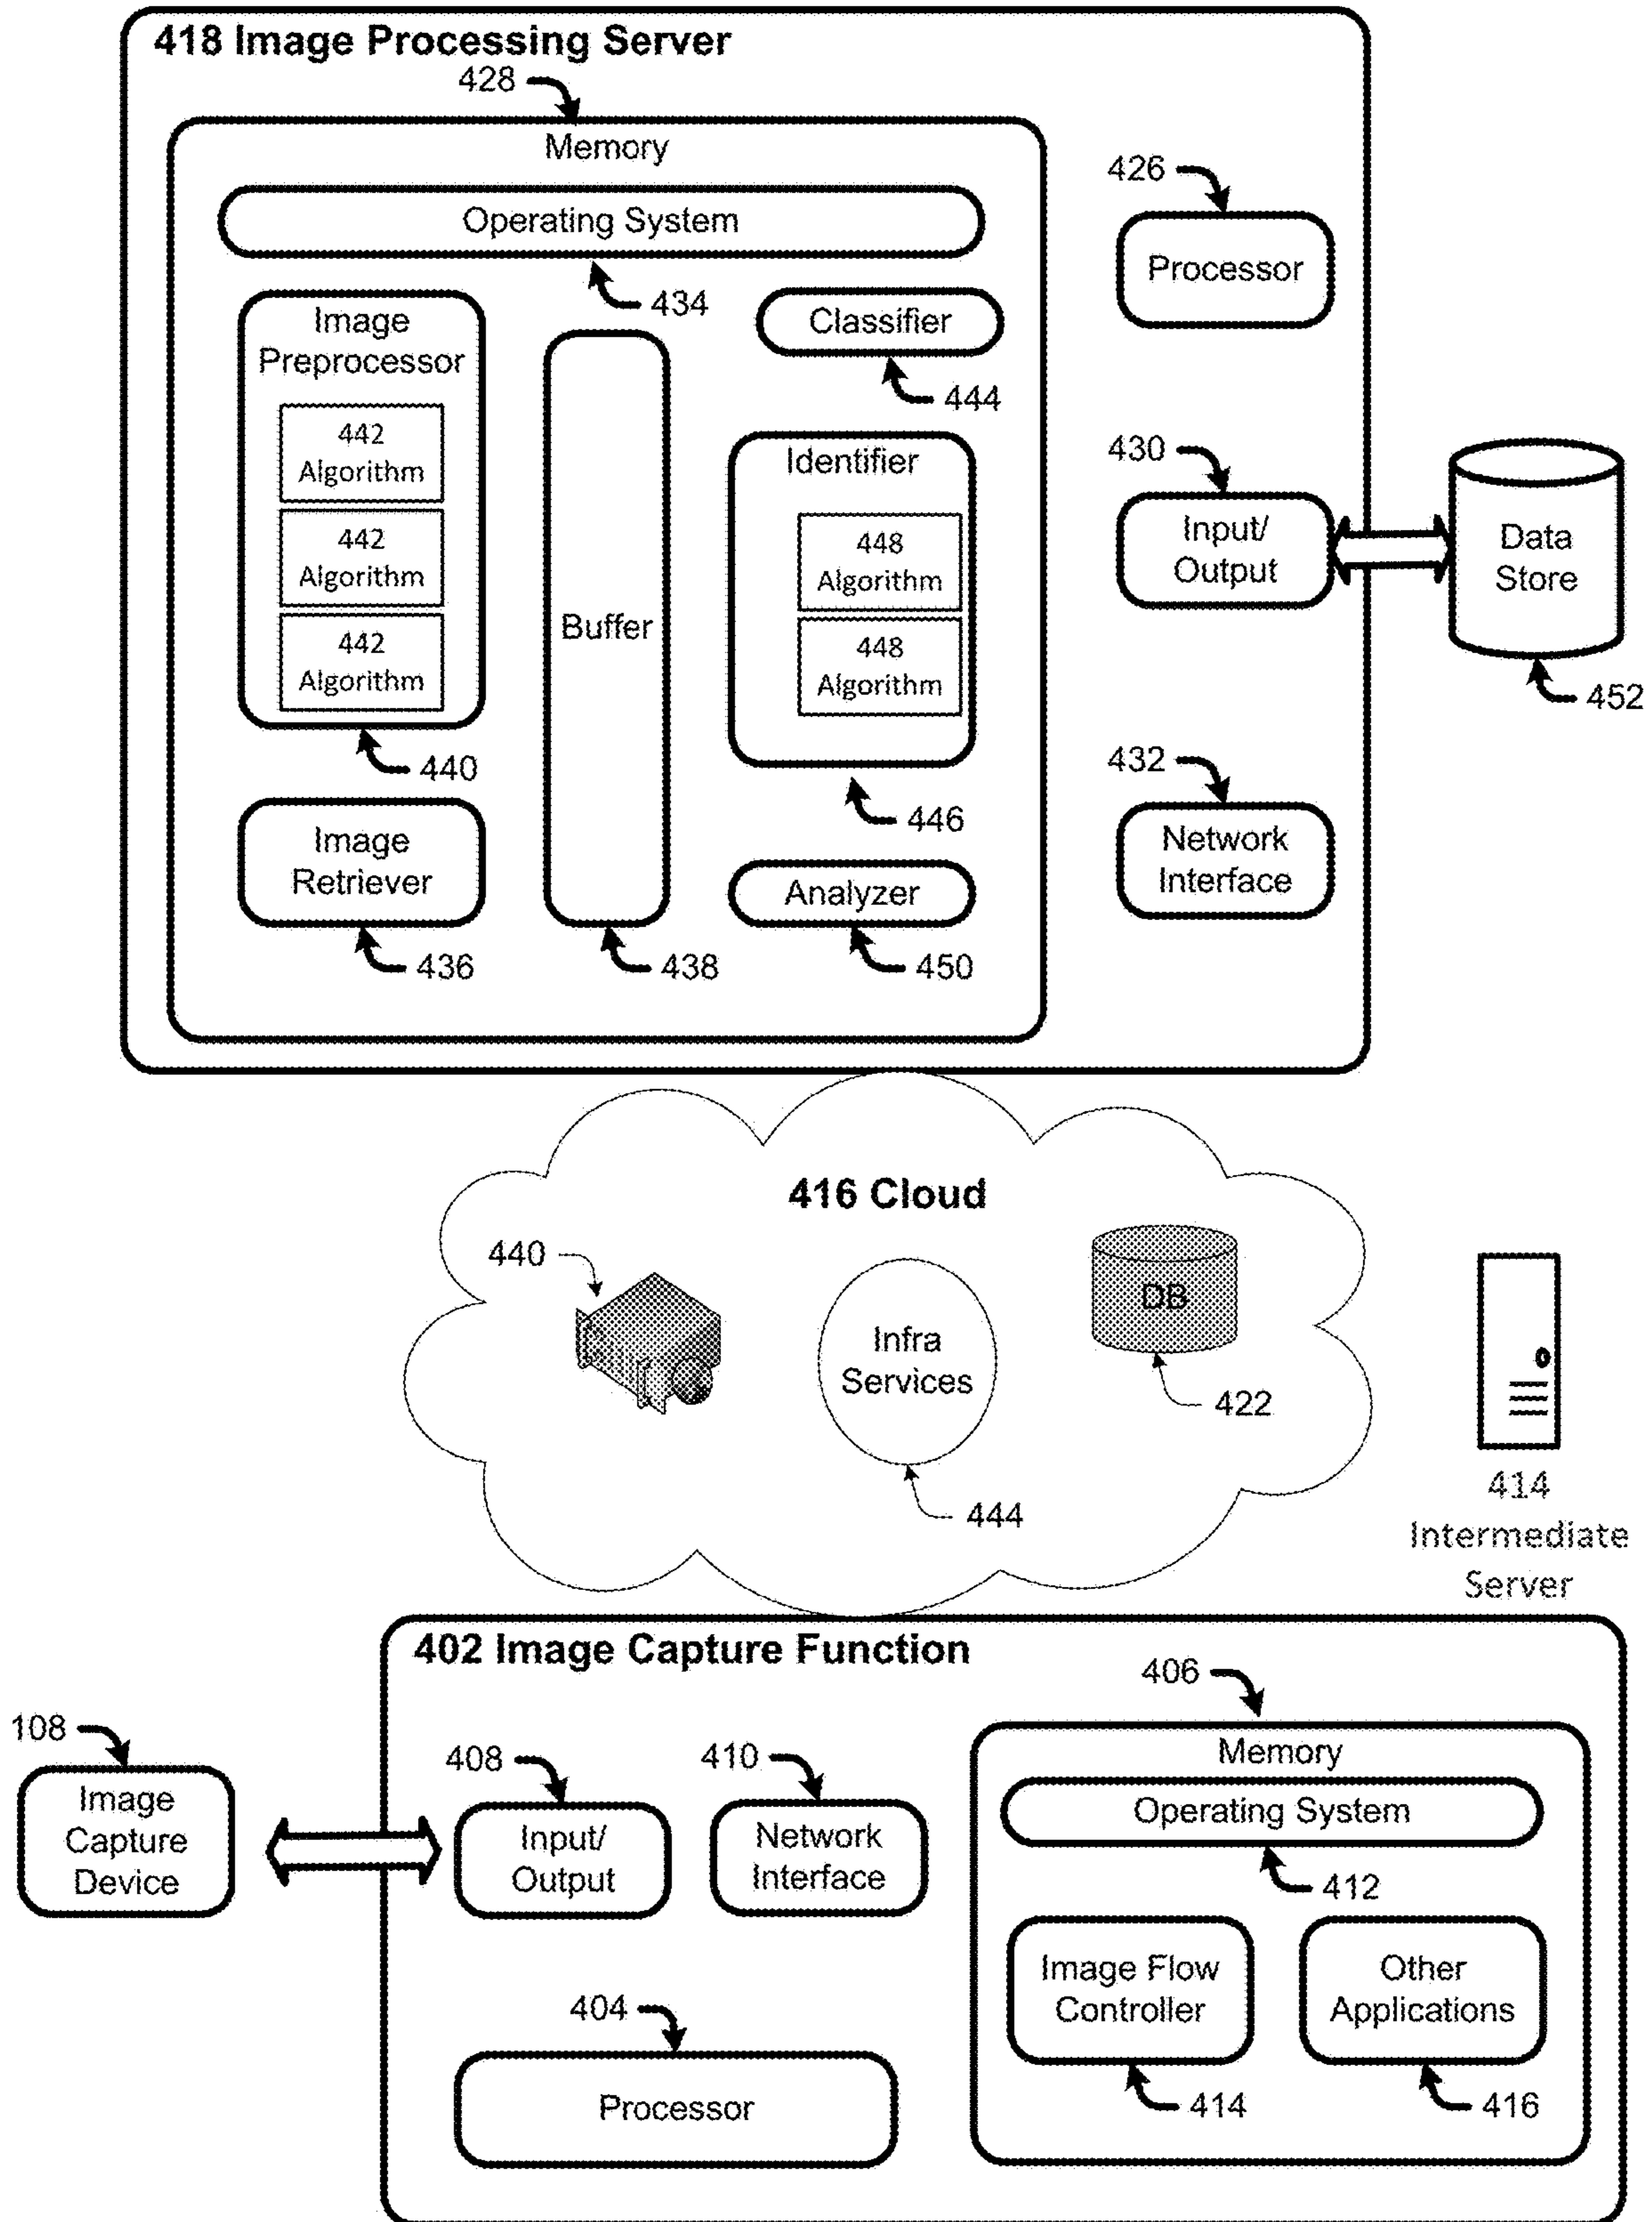 418 Image Processing Server
428
Memory
Operating System
434
426
Processor
Image
Preprocessor
442
Algorithm
442
Algorithm
442
Algorithm
440
Buffer
438
Classifier
444
Identifier
448
Algorithm
448
Algorithm
446
Image
Retriever
436
Analyzer
450
430
Input/
Output
Data
Store
452
432
Network
Interface
416 Cloud
440
Infra
Services
444
DB
422
414
Intermediate
Server
402 Image Capture Function
108
Image
Capture
Device
408
Input/
Output
410
Network
Interface
404
Processor
406
Memory
Operating System
412
Image Flow
Controller
414
Other
Applications
416